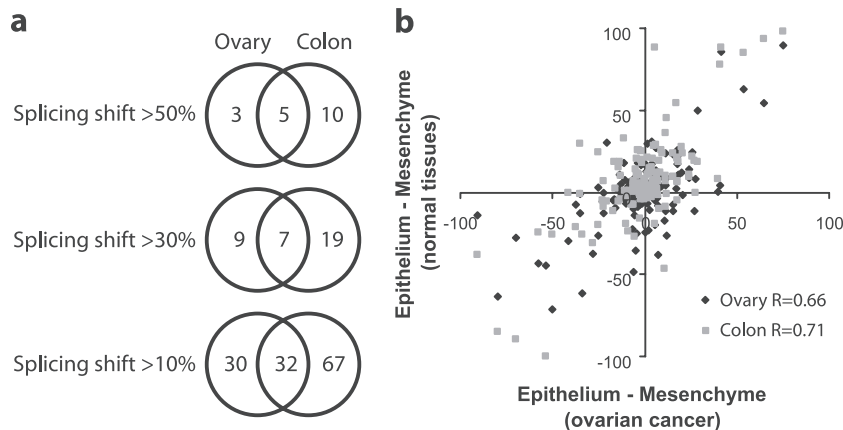 a
Ovary Colon
Splicing shift >50%
3 5 10
Splicing shift >30%
9 7 19
Splicing shift >10%
30 32 67
b
Epithelium - Mesenchyme
(normal tissues)
100
50
-100 -50 0 50 100
-50
-100
Ovary R=0.66
Colon R=0.71
Epithelium - Mesenchyme
(ovarian cancer)